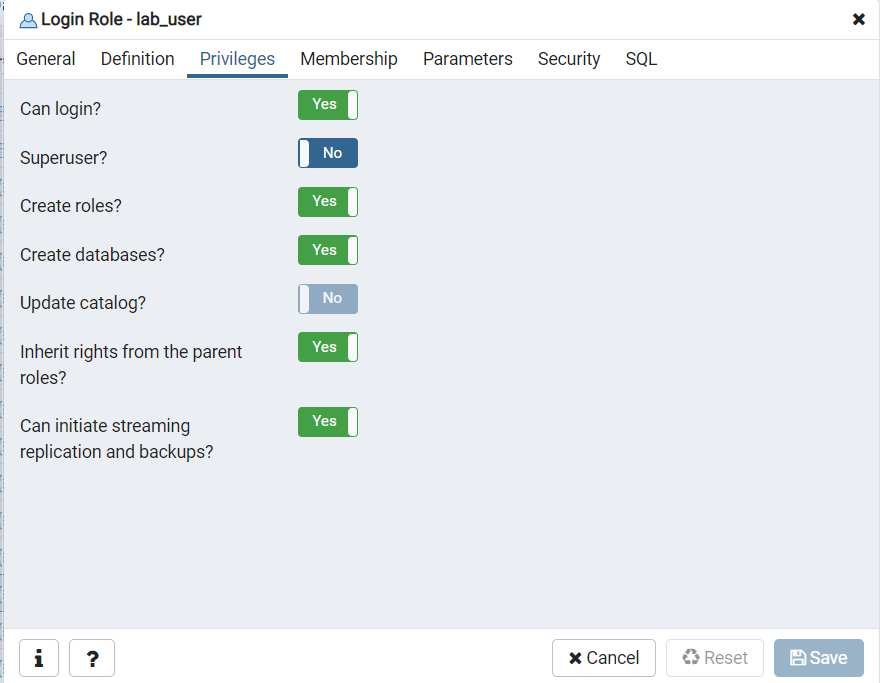 Login Role - lab_user
General Definition Privileges Membership Parameters Security SQL
Can login? Yes
Superuser? No
Create roles? Yes
Create databases? Yes
Update catalog? No
Inherit rights from the parent Yes
roles?
Can initiate streaming Yes
replication and backups?
i ? Cancel Reset Save